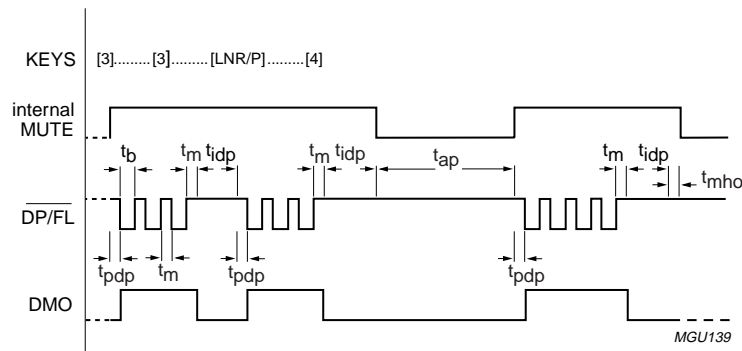 KEYS [3].........[3].........[LNR/P].........[4]
internal
MUTE
tb tm tidp tm tidp tap tm tidp
tmho
DP/FL
tpdp tm tpdp tpdp
DMO
MGU139